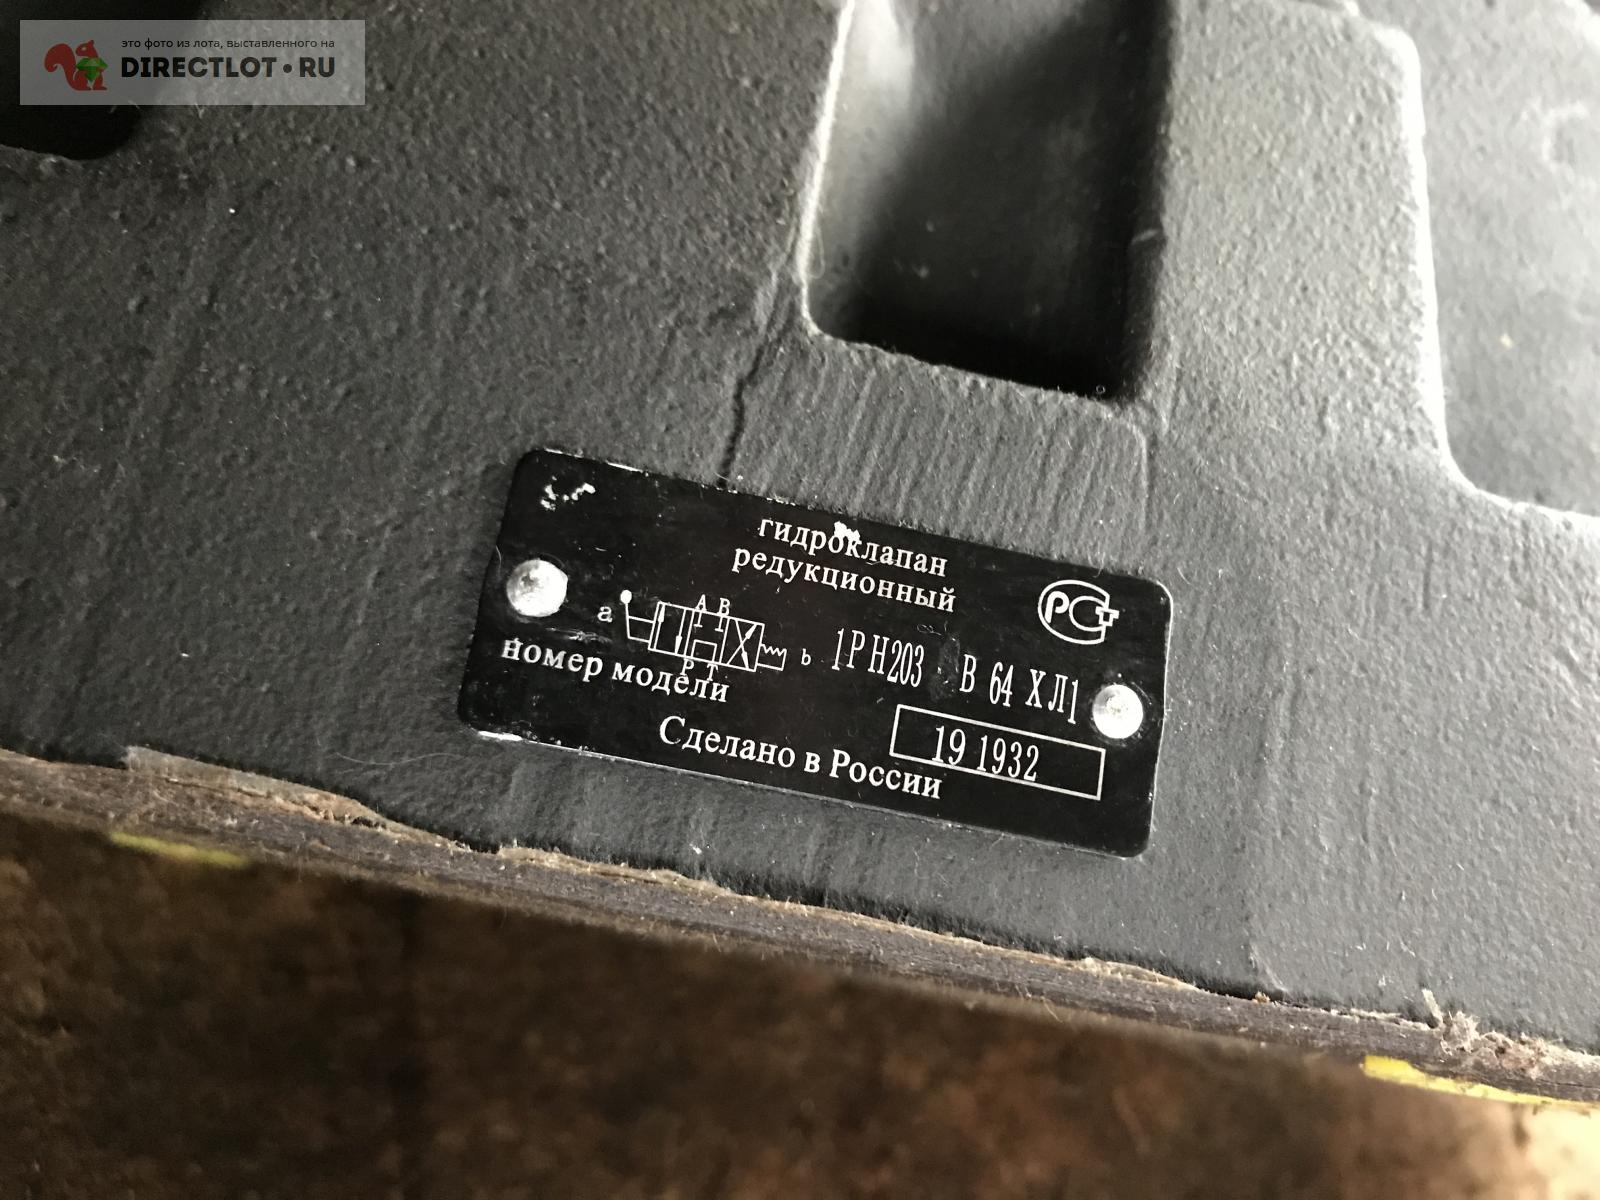 это фото из лота, выставленного на
DIRECTLOT•RU
гидроклапан
редукционный
РСТ
A B
a
b
P T
1РН203 В 64 ХЛ1
номер модели
19 1932
Сделано в России